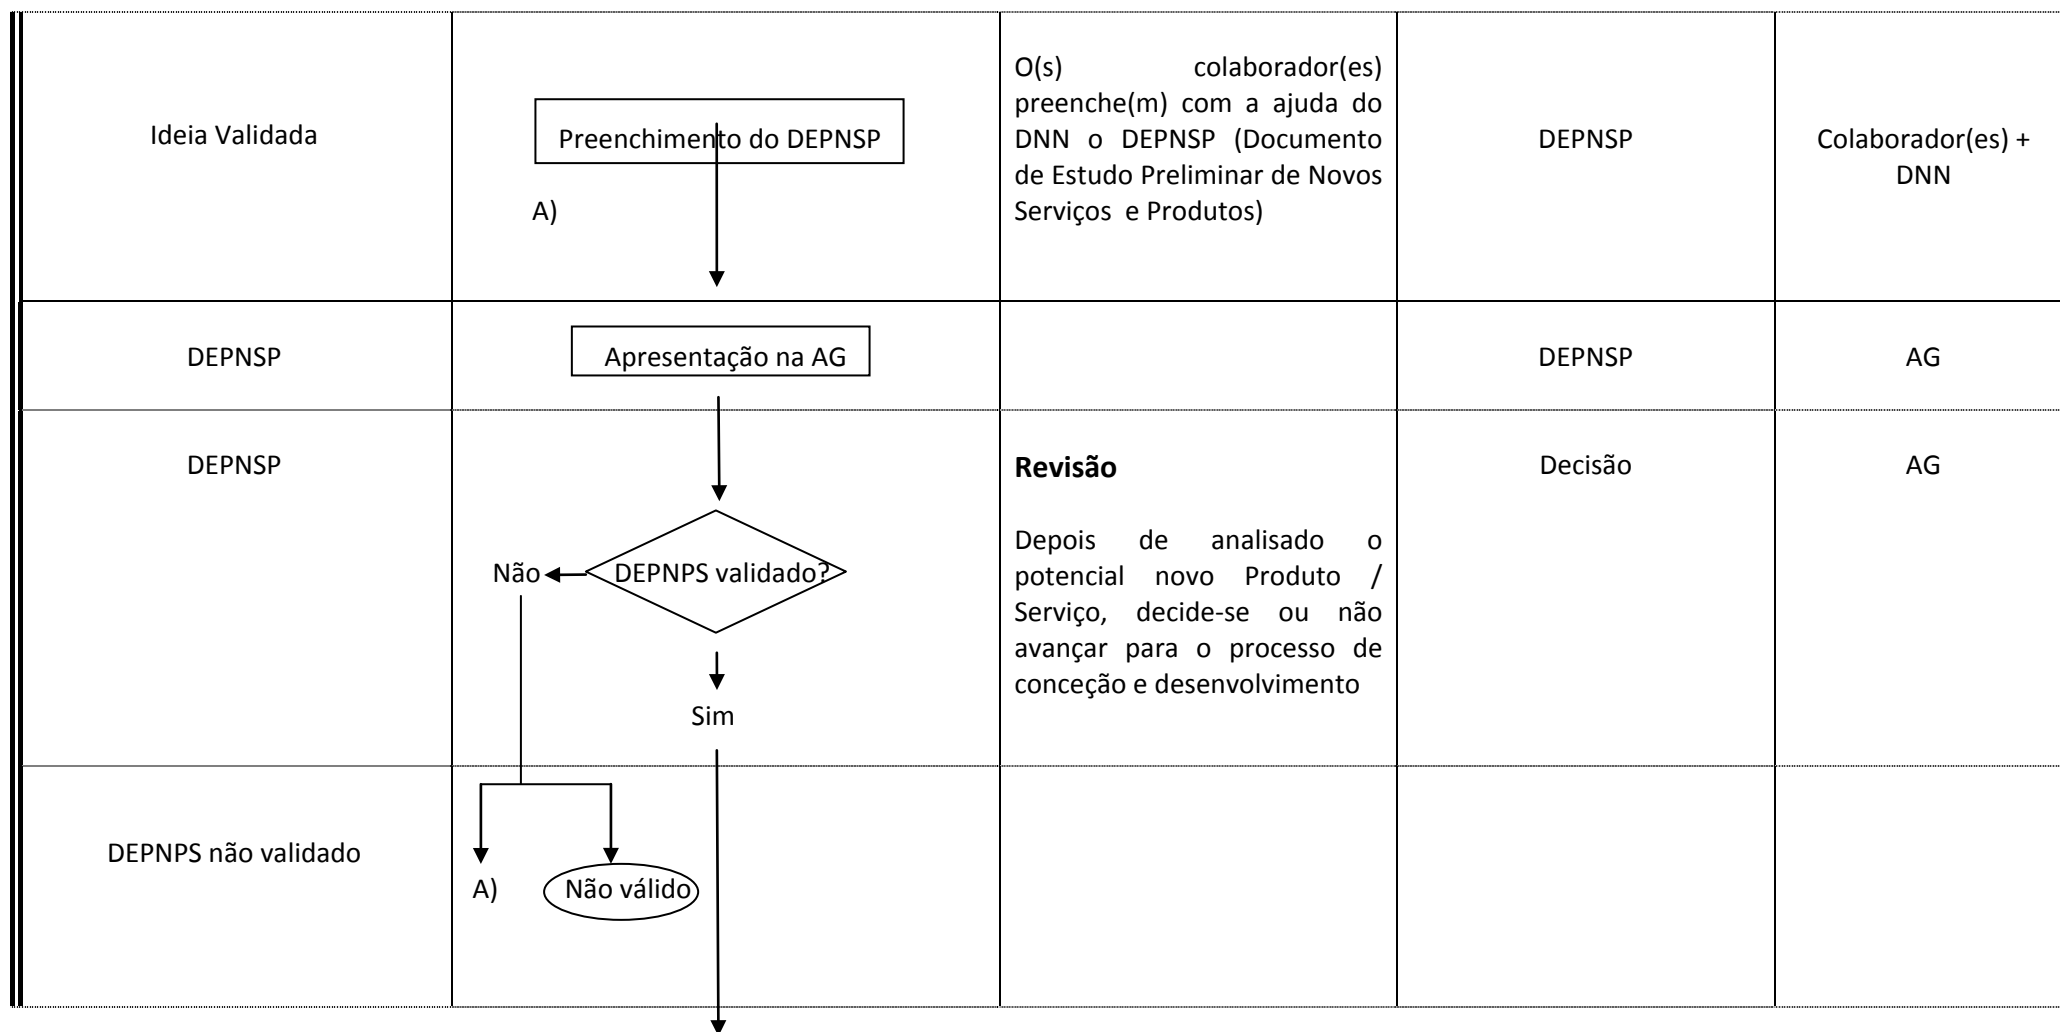 Ideia Validada
Preenchimento do DEPNSP
A)
O(s) colaborador(es)
preenche(m) com a ajuda do
DNN o DEPNSP (Documento
de Estudo Preliminar de Novos
Serviços e Produtos)
DEPNSP
Colaborador(es) +
DNN
DEPNSP
Apresentação na AG
DEPNSP
AG
DEPNSP
Não
DEPNPS validado?
Sim
Revisão
Depois de analisado o
potencial novo Produto /
Serviço, decide-se ou não
avançar para o processo de
conceção e desenvolvimento
Decisão
AG
DEPNPS não validado
A)
Não válido